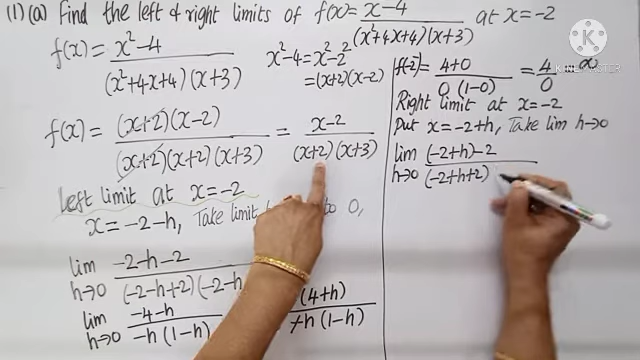 (1)(a) Find the left & right limits of f(x)= x-4 / (x²+4x+4)(x+3) at x=-2
f(x) = x²-4 / (x²+4x+4)(x+3)
x²-4=x²-2²
=(x+2)(x-2)
f(x) = (x+2)(x-2) / (x+2)(x+2)(x+3) = x-2 / (x+2)(x+3)
Left limit at x=-2
x=-2-h, Take limit to 0,
lim h→0 -2-h-2 / (-2-h+2)(-2-h
lim h→0 -4-h / -h(1-h)
(4+h) / -h(1-h)
f(-2)= 4+0 / 0(1-0) = 4/0 ∞
Right limit at x=-2
Put x=-2+h, Take lim h→0
lim h→0 (-2+h)-2 / (-2+h+2)
K
KINEMASTER